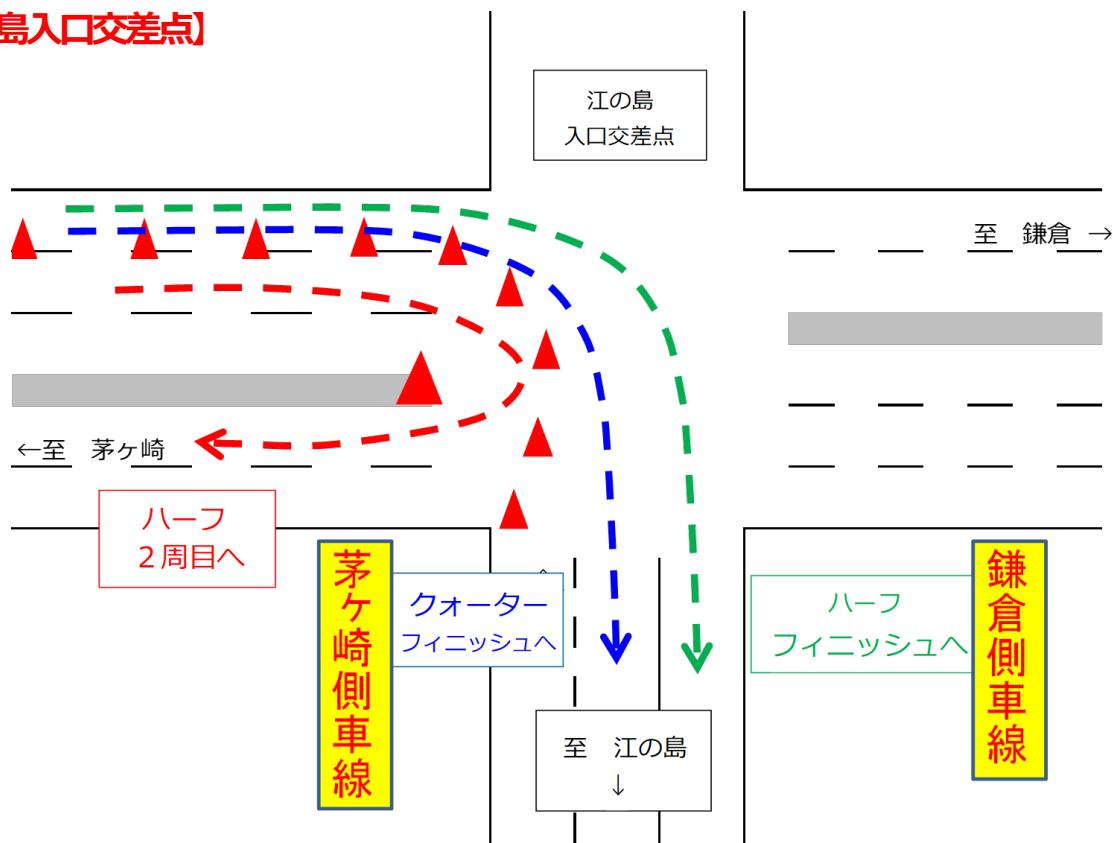 島入口交差点】
江の島
入口交差点
至　鎌倉 →
←至　茅ヶ崎
ハーフ
２周目へ
茅ヶ崎側車線
クォーター
フィニッシュへ
ハーフ
フィニッシュへ
鎌倉側車線
至　江の島
↓